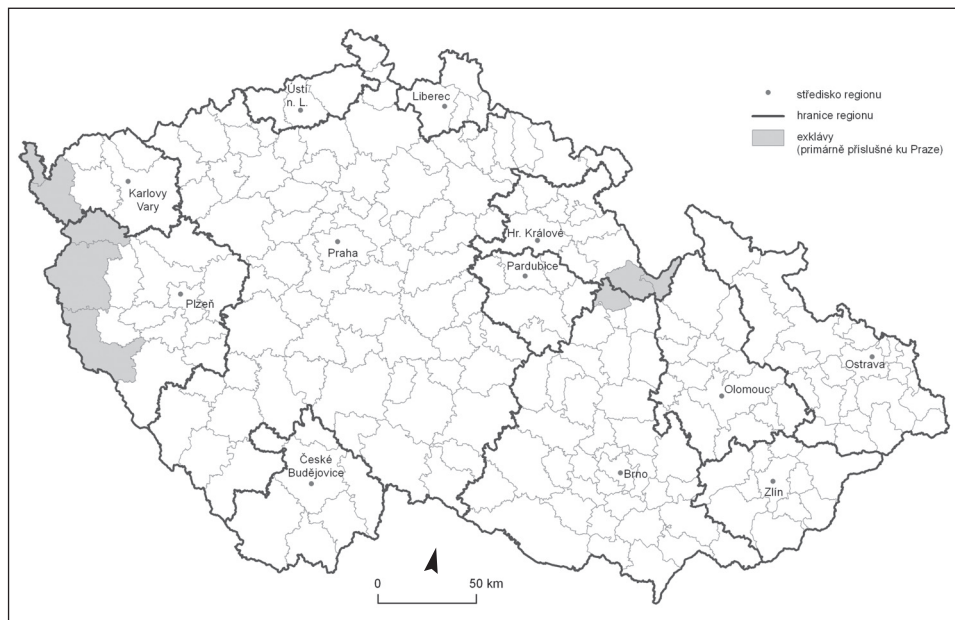 Ústí
n. L.
Liberec
středisko regionu
hranice regionu
exklávy
(primárně příslušné ku Praze)
Karlovy
Vary
Hr. Králové
Praha
Pardubice
Plzeň
Ostrava
Olomouc
České
Budějovice
Brno
Zlín
0 50 km